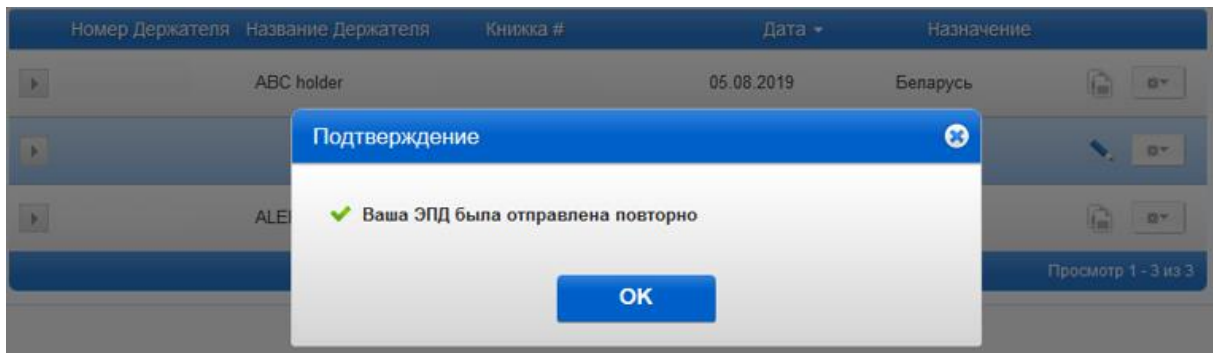 Номер Держателя Название Держателя Книжка # Дата Назначение
ABC holder 05.08.2019 Беларусь
Подтверждение
Ваша ЭПД была отправлена повторно
ALE
OK
Просмотр 1 - 3 из 3